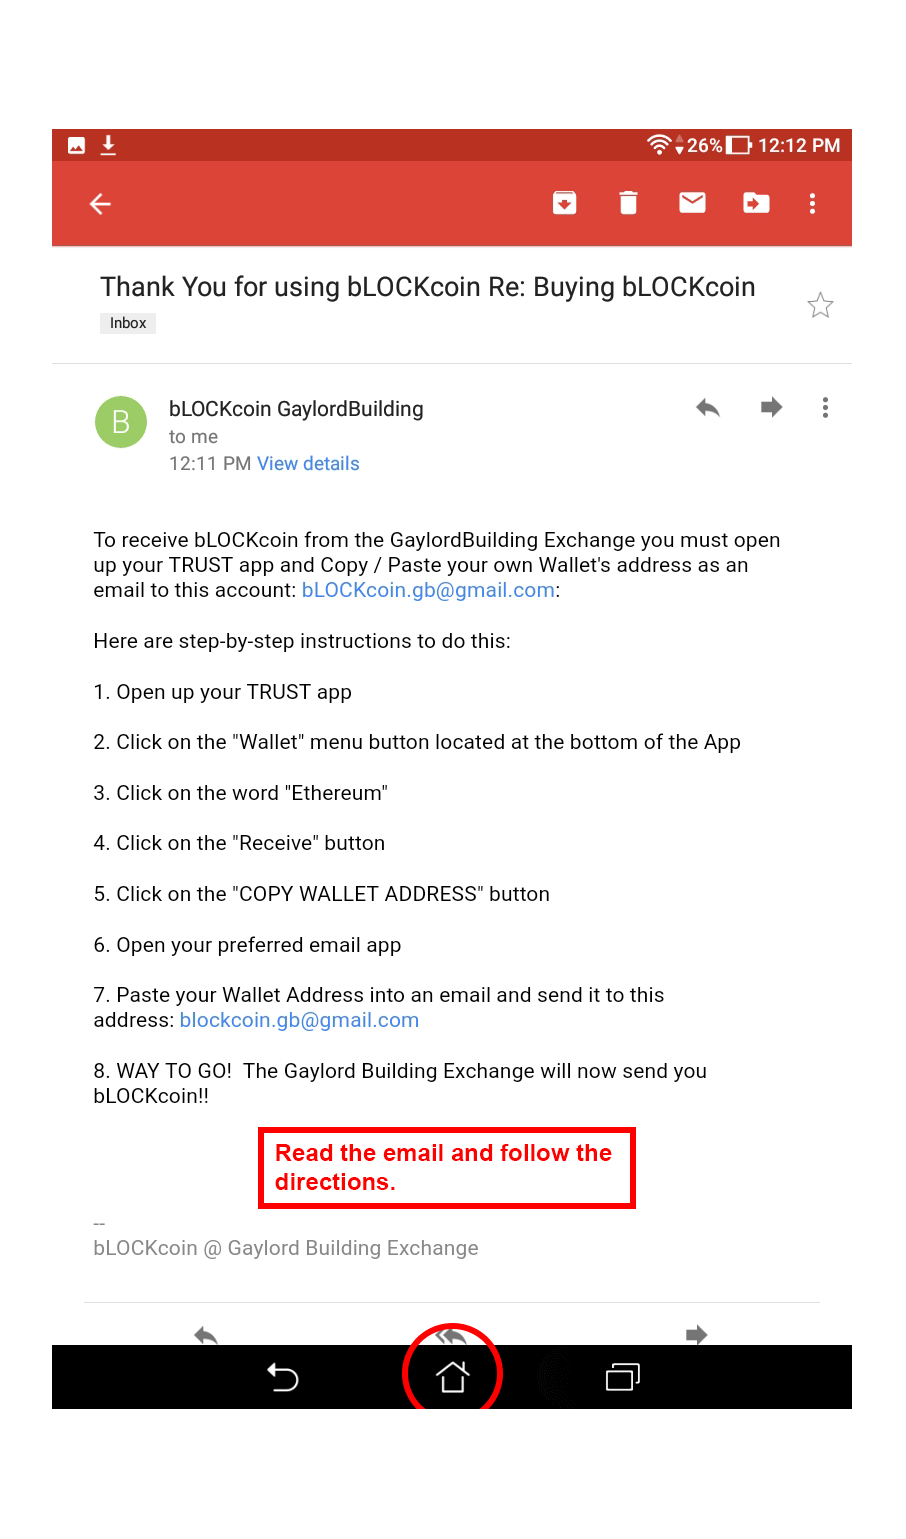 26% 12:12 PM
Thank You for using bLOCKcoin Re: Buying bLOCKcoin
Inbox
B
bLOCKcoin GaylordBuilding
to me
12:11 PM View details
To receive bLOCKcoin from the GaylordBuilding Exchange you must open
up your TRUST app and Copy / Paste your own Wallet's address as an
email to this account: bLOCKcoin.gb@gmail.com:
Here are step-by-step instructions to do this:
1. Open up your TRUST app
2. Click on the "Wallet" menu button located at the bottom of the App
3. Click on the word "Ethereum"
4. Click on the "Receive" button
5. Click on the "COPY WALLET ADDRESS" button
6. Open your preferred email app
7. Paste your Wallet Address into an email and send it to this
address: blockcoin.gb@gmail.com
8. WAY TO GO!  The Gaylord Building Exchange will now send you
bLOCKcoin!!
Read the email and follow the
directions.
--
bLOCKcoin @ Gaylord Building Exchange